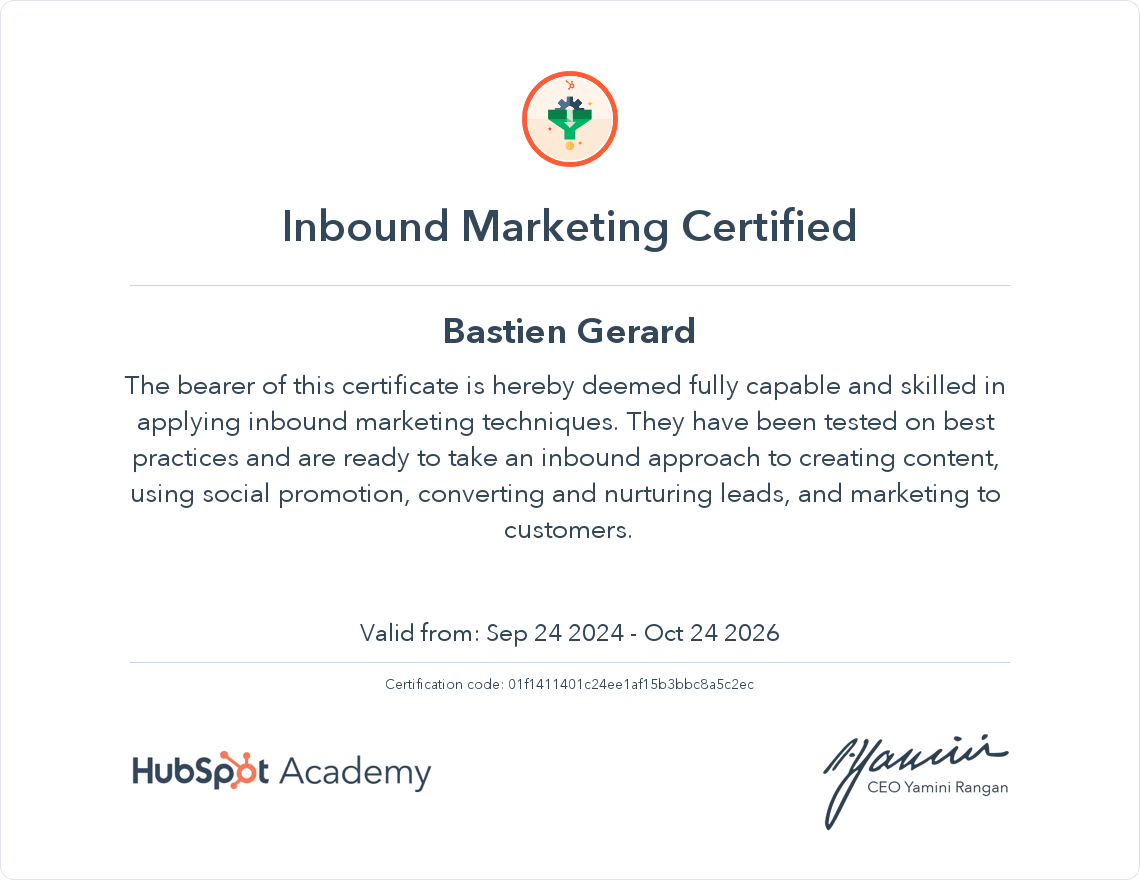 Inbound Marketing Certified
Bastien Gerard
The bearer of this certificate is hereby deemed fully capable and skilled in
applying inbound marketing techniques. They have been tested on best
practices and are ready to take an inbound approach to creating content,
using social promotion, converting and nurturing leads, and marketing to
customers.
Valid from: Sep 24 2024 - Oct 24 2026
Certification code: 01f1411401c24ee1af15b3bbc8a5c2ec
HubSpot Academy
Yamini
CEO Yamini Rangan